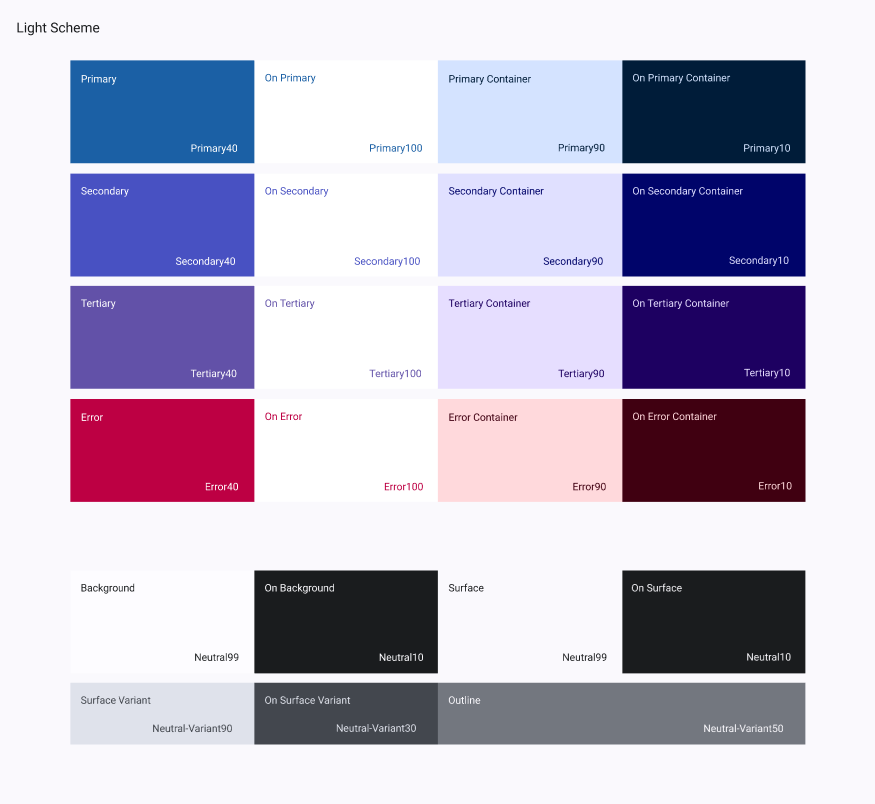 Light Scheme
Primary
Primary40
On Primary
Primary100
Primary Container
Primary90
On Primary Container
Primary10
Secondary
Secondary40
On Secondary
Secondary100
Secondary Container
Secondary90
On Secondary Container
Secondary10
Tertiary
Tertiary40
On Tertiary
Tertiary100
Tertiary Container
Tertiary90
On Tertiary Container
Tertiary10
Error
Error40
On Error
Error100
Error Container
Error90
On Error Container
Error10
Background
Neutral99
On Background
Neutral10
Surface
Neutral99
On Surface
Neutral10
Surface Variant
Neutral-Variant90
On Surface Variant
Neutral-Variant30
Outline
Neutral-Variant50